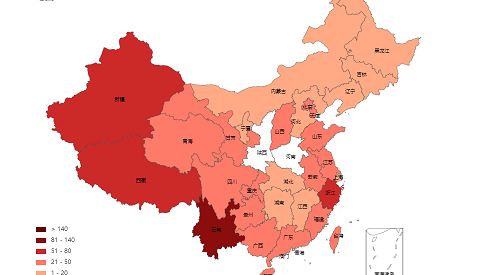 黑龙江
吉林
辽宁
内蒙古
新疆
北京
天津
河北
宁夏
山西
山东
青海
甘肃
陕西
河南
江苏
西藏
四川
安徽
上海
重庆
湖北
浙江
湖南
江西
云南
贵州
福建
台湾
广西
广东
香港
澳门
> 140
81 - 140
51 - 80
21 - 50
1 - 20
南海诸岛